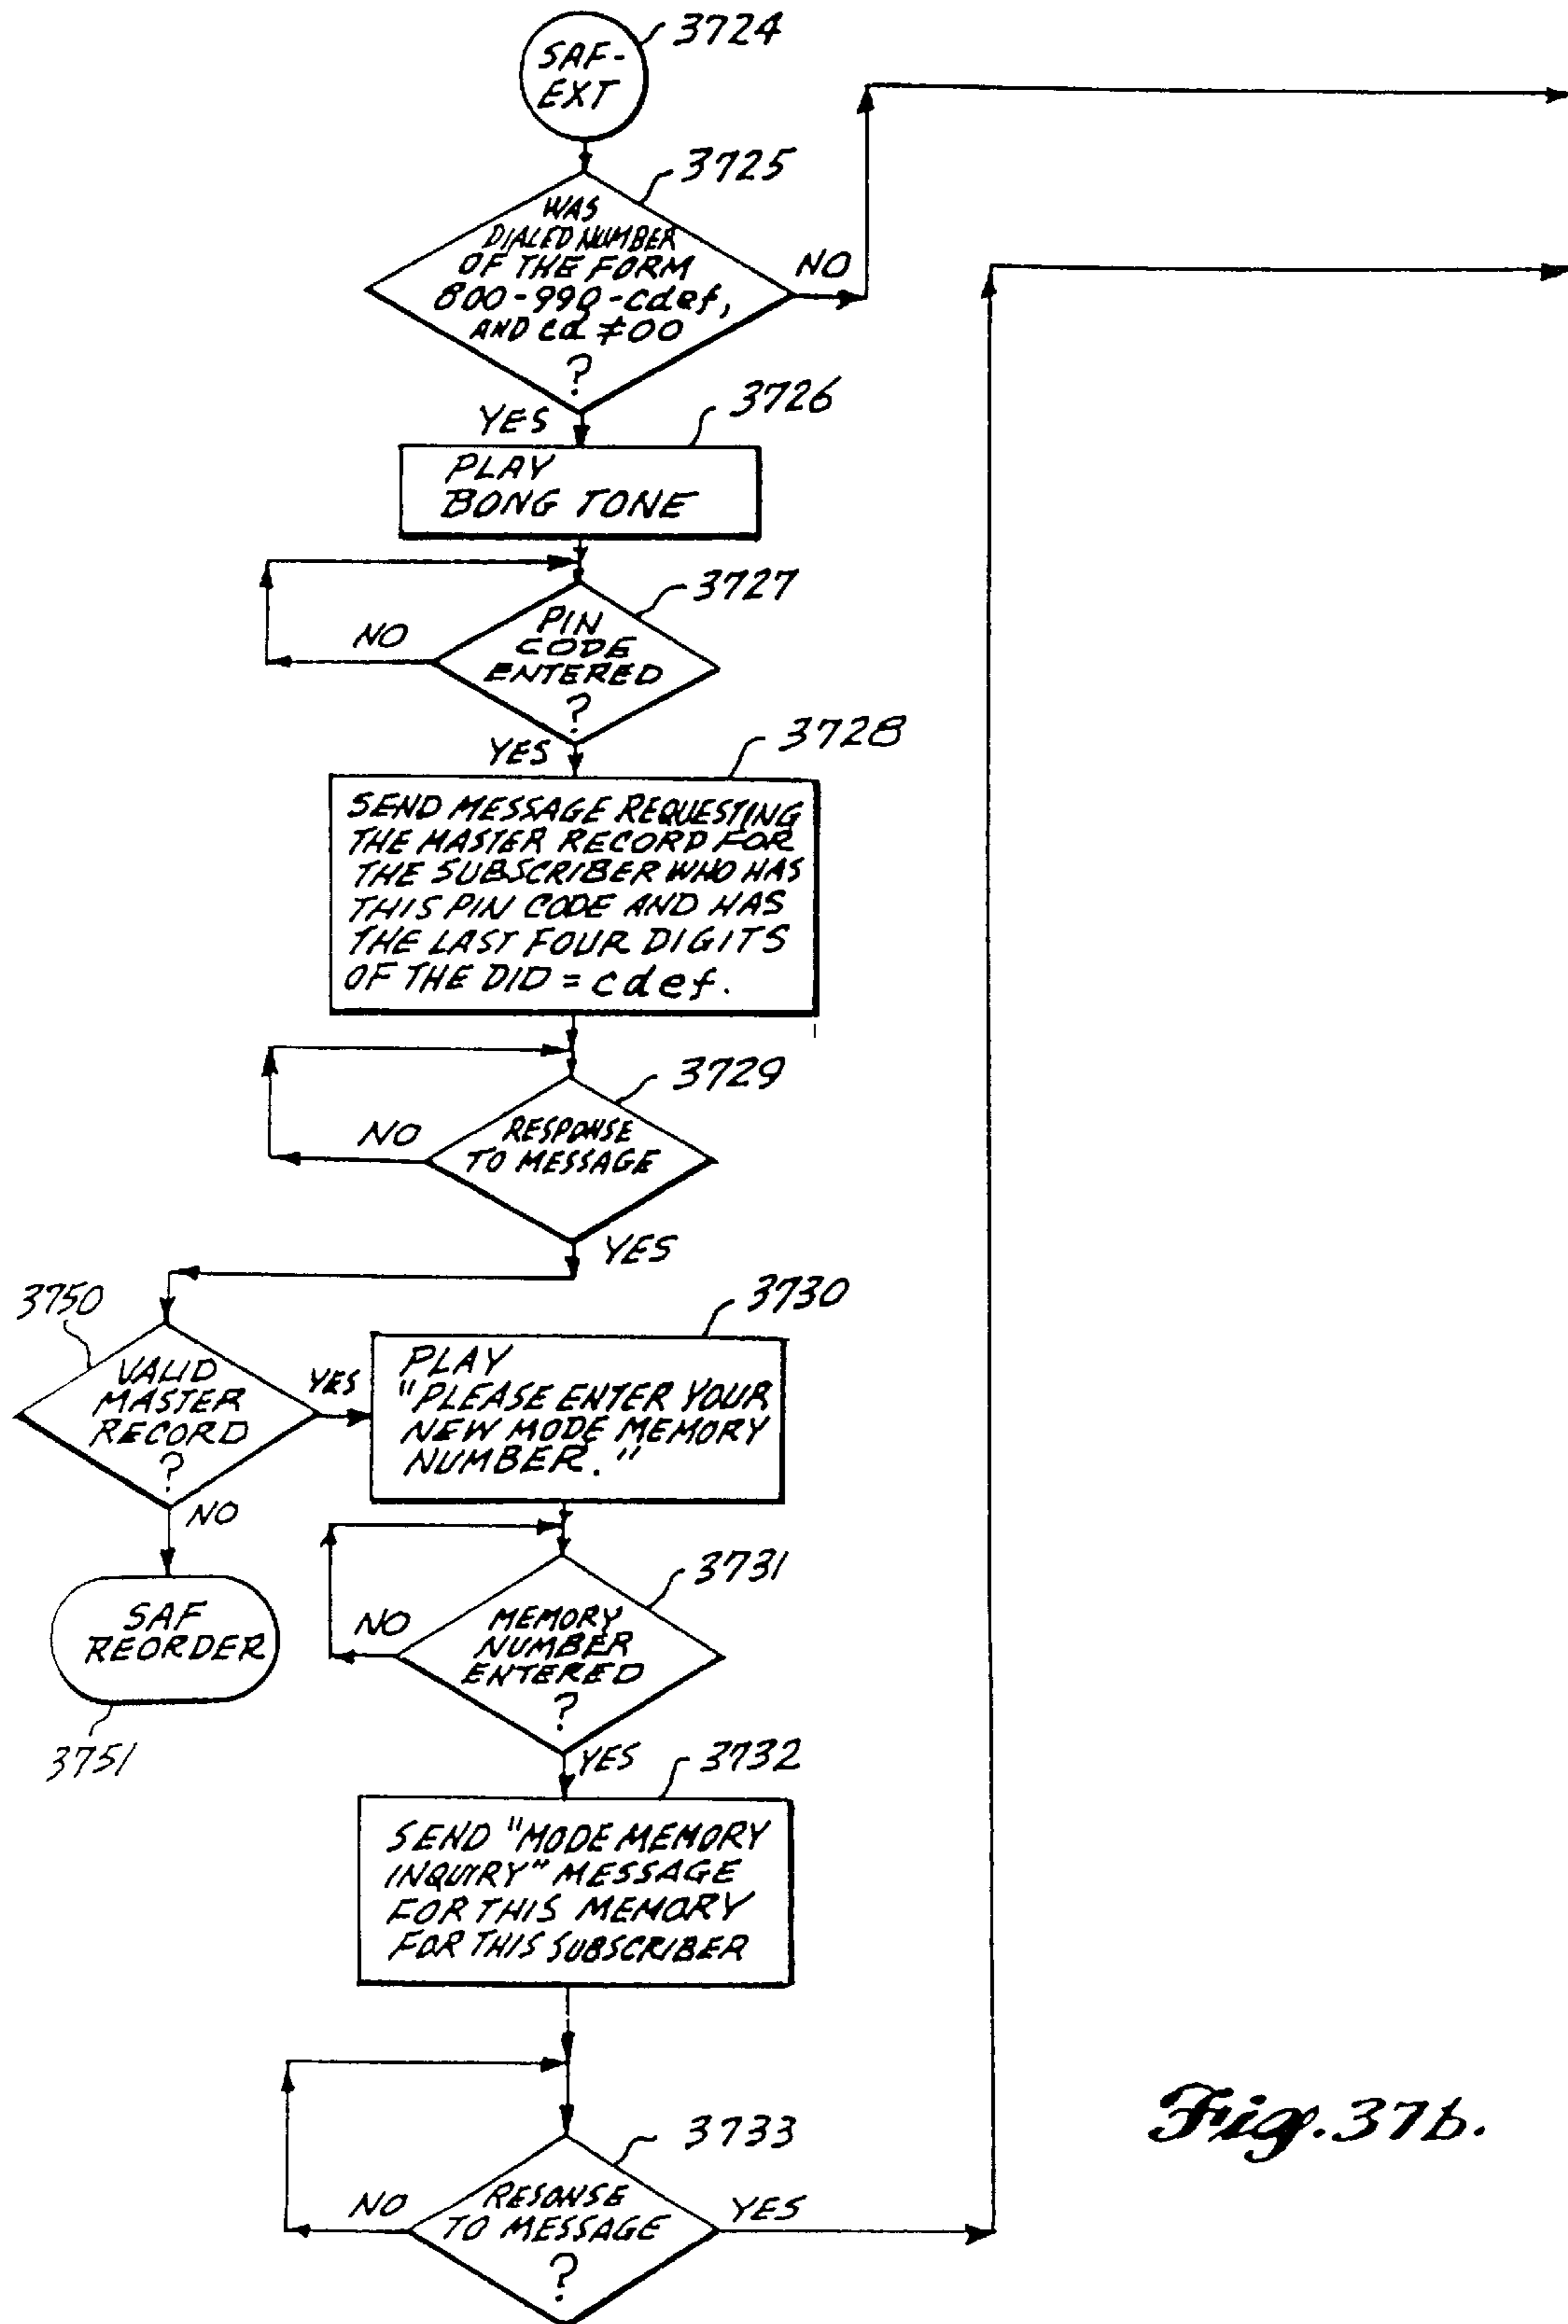 3724
SAF-
EXT
3725
WAS
DIALED NUMBER
OF THE FORM
800-990-cdef,
AND cd ≠ 00
?
NO
YES
3726
PLAY
BONG TONE
3727
PIN
CODE
ENTERED
?
NO
YES
3728
SEND MESSAGE REQUESTING
THE MASTER RECORD FOR
THE SUBSCRIBER WHO HAS
THIS PIN CODE AND HAS
THE LAST FOUR DIGITS
OF THE DID = cdef.
3729
RESPONSE
TO MESSAGE
NO
YES
3750
VALID
MASTER
RECORD
?
YES
NO
3730
PLAY
"PLEASE ENTER YOUR
NEW MODE MEMORY
NUMBER."
SAF
REORDER
3751
3731
MEMORY
NUMBER
ENTERED
?
NO
YES
3732
SEND "MODE MEMORY
INQUIRY" MESSAGE
FOR THIS MEMORY
FOR THIS SUBSCRIBER
3733
RESONSE
TO MESSAGE
?
NO
YES
Fig. 37b.